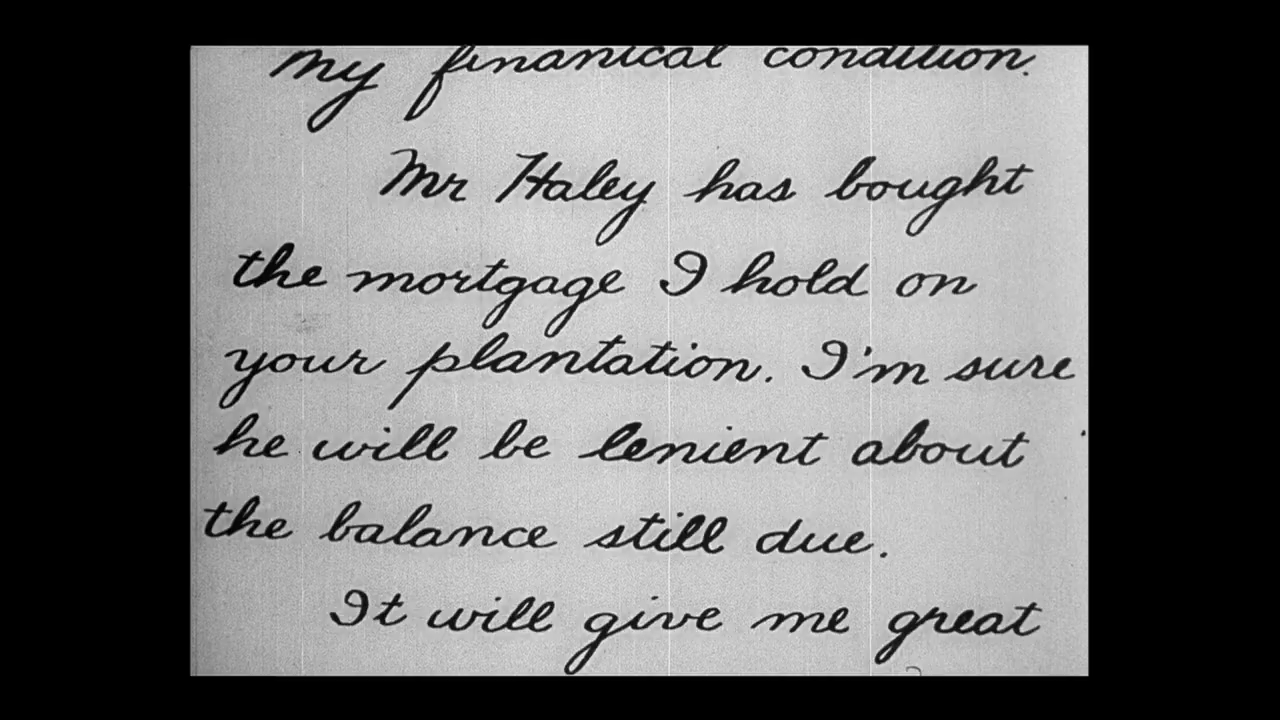 my finanical condition.
Mr Haley has bought
the mortgage I hold on
your plantation. I'm sure
he will be lenient about
the balance still due.
It will give me great